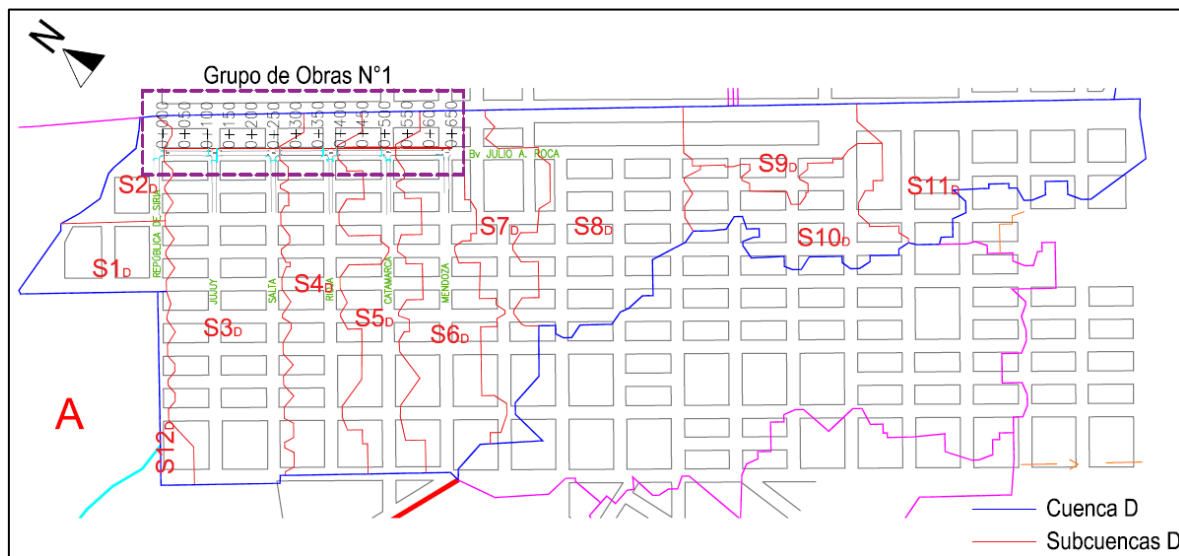 N
Grupo de Obras N°1
0+000
0+050
0+100
0+150
0+200
0+250
0+300
0+350
0+400
0+450
0+500
0+550
0+600
0+650
Bv JULIO A. ROCA
S9D
S2D
S11D
REPÚBLICA DE SIRIA
S7D
S8D
S10D
S1D
JUJUY
SALTA
S4D
RIOJA
CATAMARCA
MENDOZA
S3D
S5D
S6D
A
S12D
Cuenca D
Subcuencas D